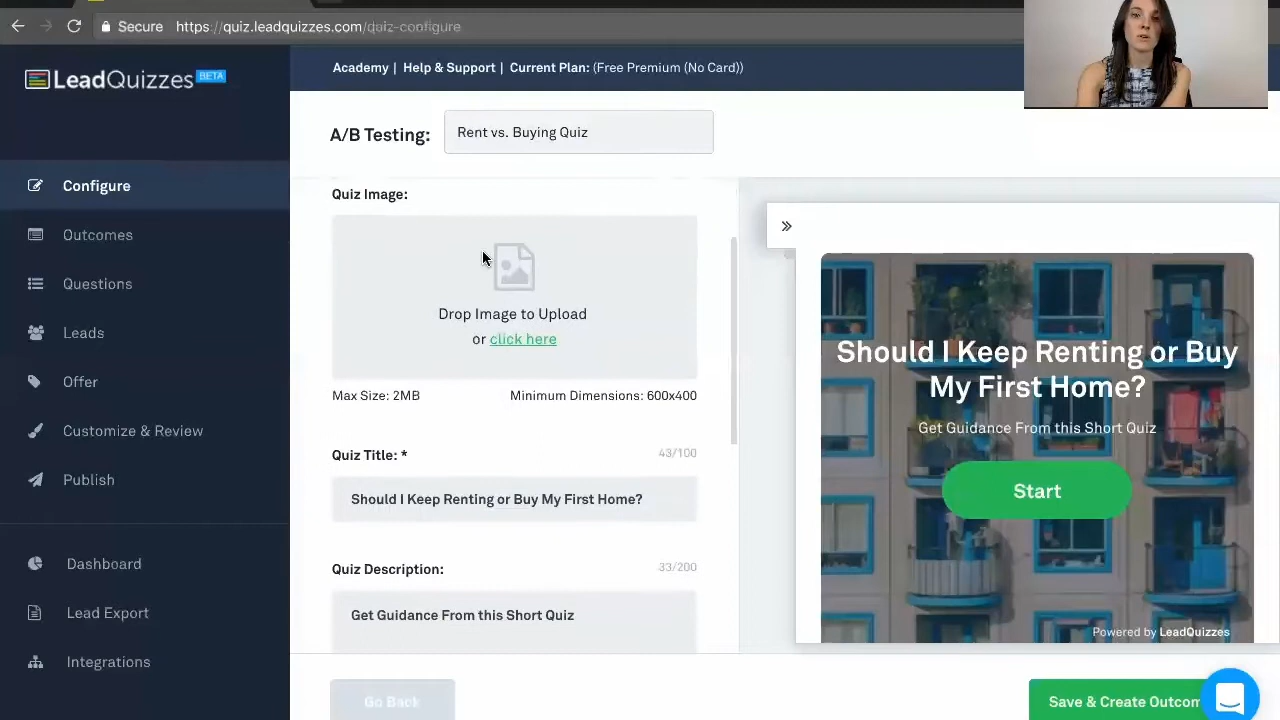 Secure
https://quiz.leadquizzes.com/quiz-configure
LeadQuizzes BETA
Academy | Help & Support | Current Plan: (Free Premium (No Card))
A/B Testing: Rent vs. Buying Quiz
Configure
Outcomes
Questions
Leads
Offer
Customize & Review
Publish
Dashboard
Lead Export
Integrations
Quiz Image:
Drop Image to Upload
or click here
Max Size: 2MB Minimum Dimensions: 600x400
Quiz Title: * 43/100
Should I Keep Renting or Buy My First Home?
Quiz Description: 33/200
Get Guidance From this Short Quiz
Go Back
Should I Keep Renting or Buy
My First Home?
Get Guidance From this Short Quiz
Start
Powered by LeadQuizzes
Save & Create Outcom